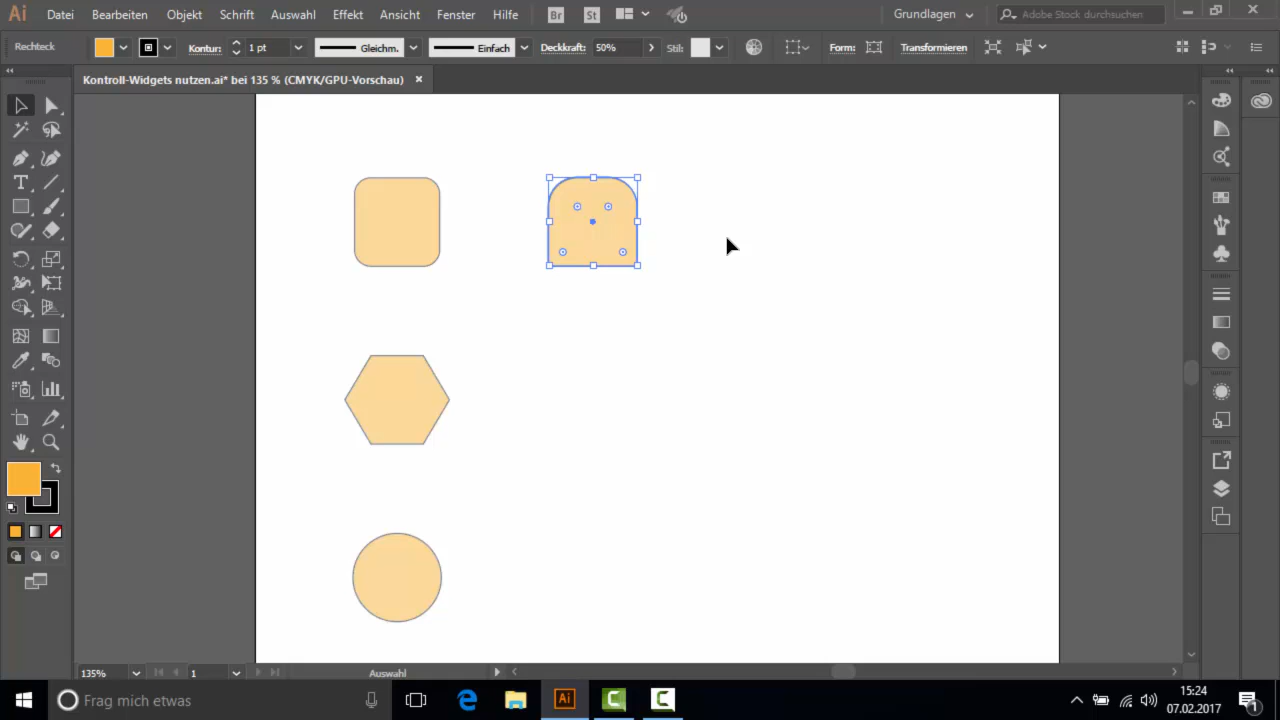 Ai Datei Bearbeiten Objekt Schrift Auswahl Effekt Ansicht Fenster Hilfe Br St Grundlagen Adobe Stock durchsuchen
Rechteck Kontur: 1 pt Gleichm. Einfach Deckkraft: 50% Stil: Form: Transformieren
Kontroll-Widgets nutzen.ai* bei 135 % (CMYK/GPU-Vorschau) ×
135% 1 Auswahl
Frag mich etwas Ai C C 15:24
07.02.2017 1